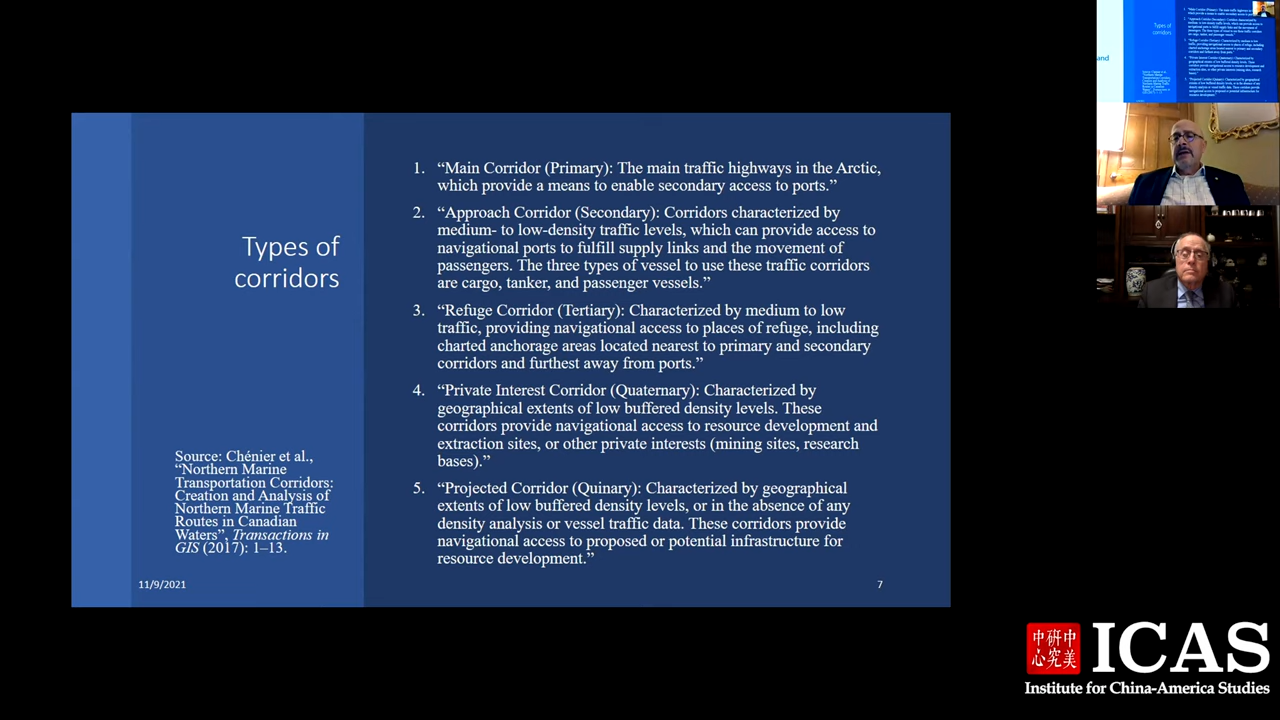 Types of
corridors
Source: Chénier et al.,
“Northern Marine
Transportation Corridors:
Creation and Analysis of
Northern Marine Traffic
Routes in Canadian
Waters”, Transactions in
GIS (2017): 1–13.
11/9/2021
1. “Main Corridor (Primary): The main traffic highways in the Arctic,
which provide a means to enable secondary access to ports.”
2. “Approach Corridor (Secondary): Corridors characterized by
medium- to low-density traffic levels, which can provide access to
navigational ports to fulfill supply links and the movement of
passengers. The three types of vessel to use these traffic corridors
are cargo, tanker, and passenger vessels.”
3. “Refuge Corridor (Tertiary): Characterized by medium to low
traffic, providing navigational access to places of refuge, including
charted anchorage areas located nearest to primary and secondary
corridors and furthest away from ports.”
4. “Private Interest Corridor (Quaternary): Characterized by
geographical extents of low buffered density levels. These
corridors provide navigational access to resource development and
extraction sites, or other private interests (mining sites, research
bases).”
5. “Projected Corridor (Quinary): Characterized by geographical
extents of low buffered density levels, or in the absence of any
density analysis or vessel traffic data. These corridors provide
navigational access to proposed or potential infrastructure for
resource development.”
7
and
Types of
corridors
中研中
心究美
ICAS
Institute for China-America Studies